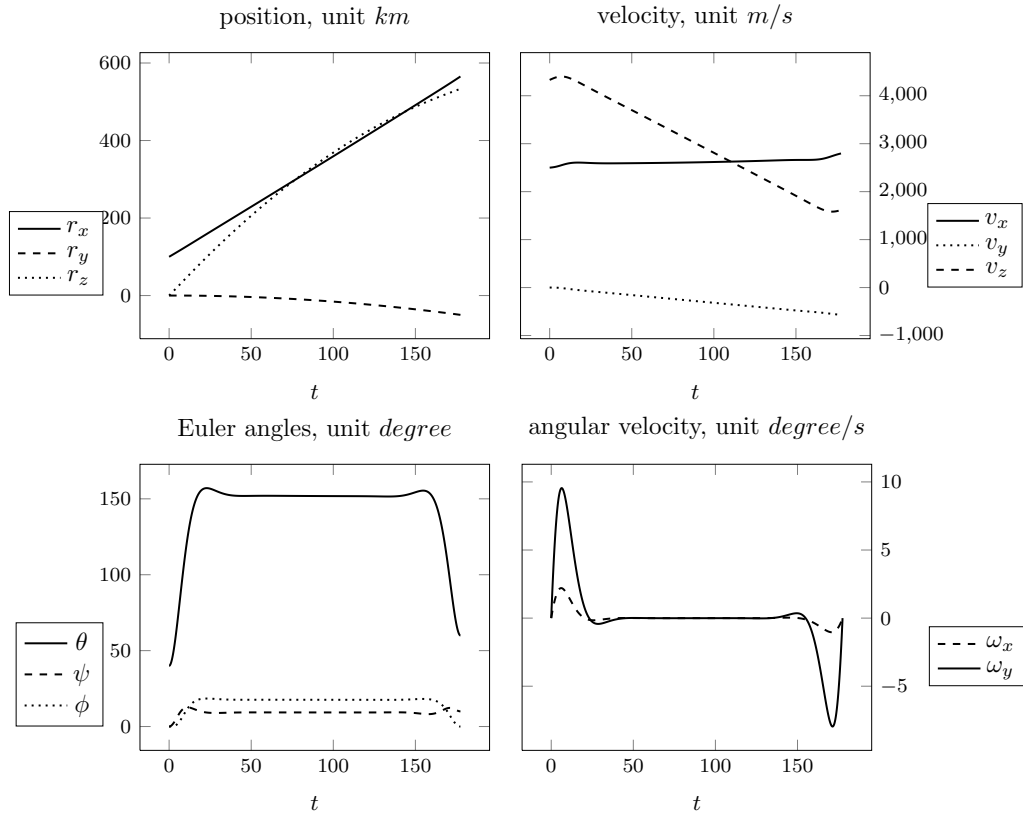 position, unit km
600
400
200
0
0 50 100 150
t
r_x
r_y
r_z
velocity, unit m/s
4,000
3,000
2,000
1,000
0
−1,000
0 50 100 150
t
v_x
v_y
v_z
Euler angles, unit degree
150
100
50
0
0 50 100 150
t
θ
ψ
ϕ
angular velocity, unit degree/s
10
5
0
−5
0 50 100 150
t
ω_x
ω_y